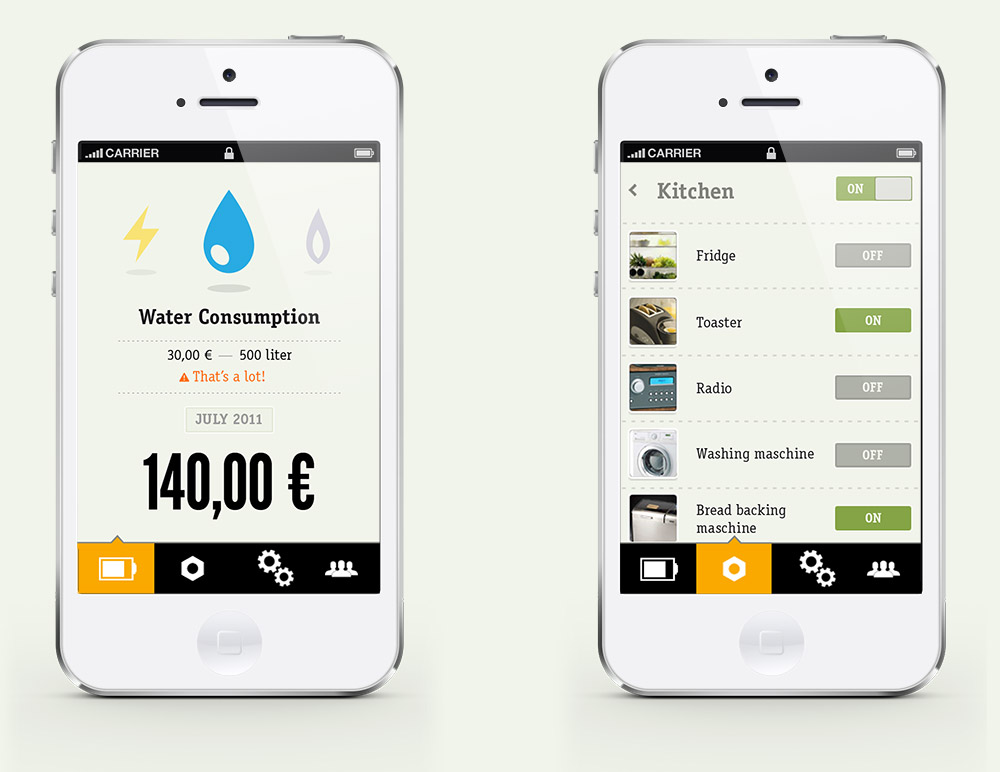 CARRIER
Water Consumption
30,00 € — 500 liter
That's a lot!
JULY 2011
140,00 €
CARRIER
Kitchen ON
Fridge OFF
Toaster ON
Radio OFF
Washing maschine OFF
Bread backing
maschine ON